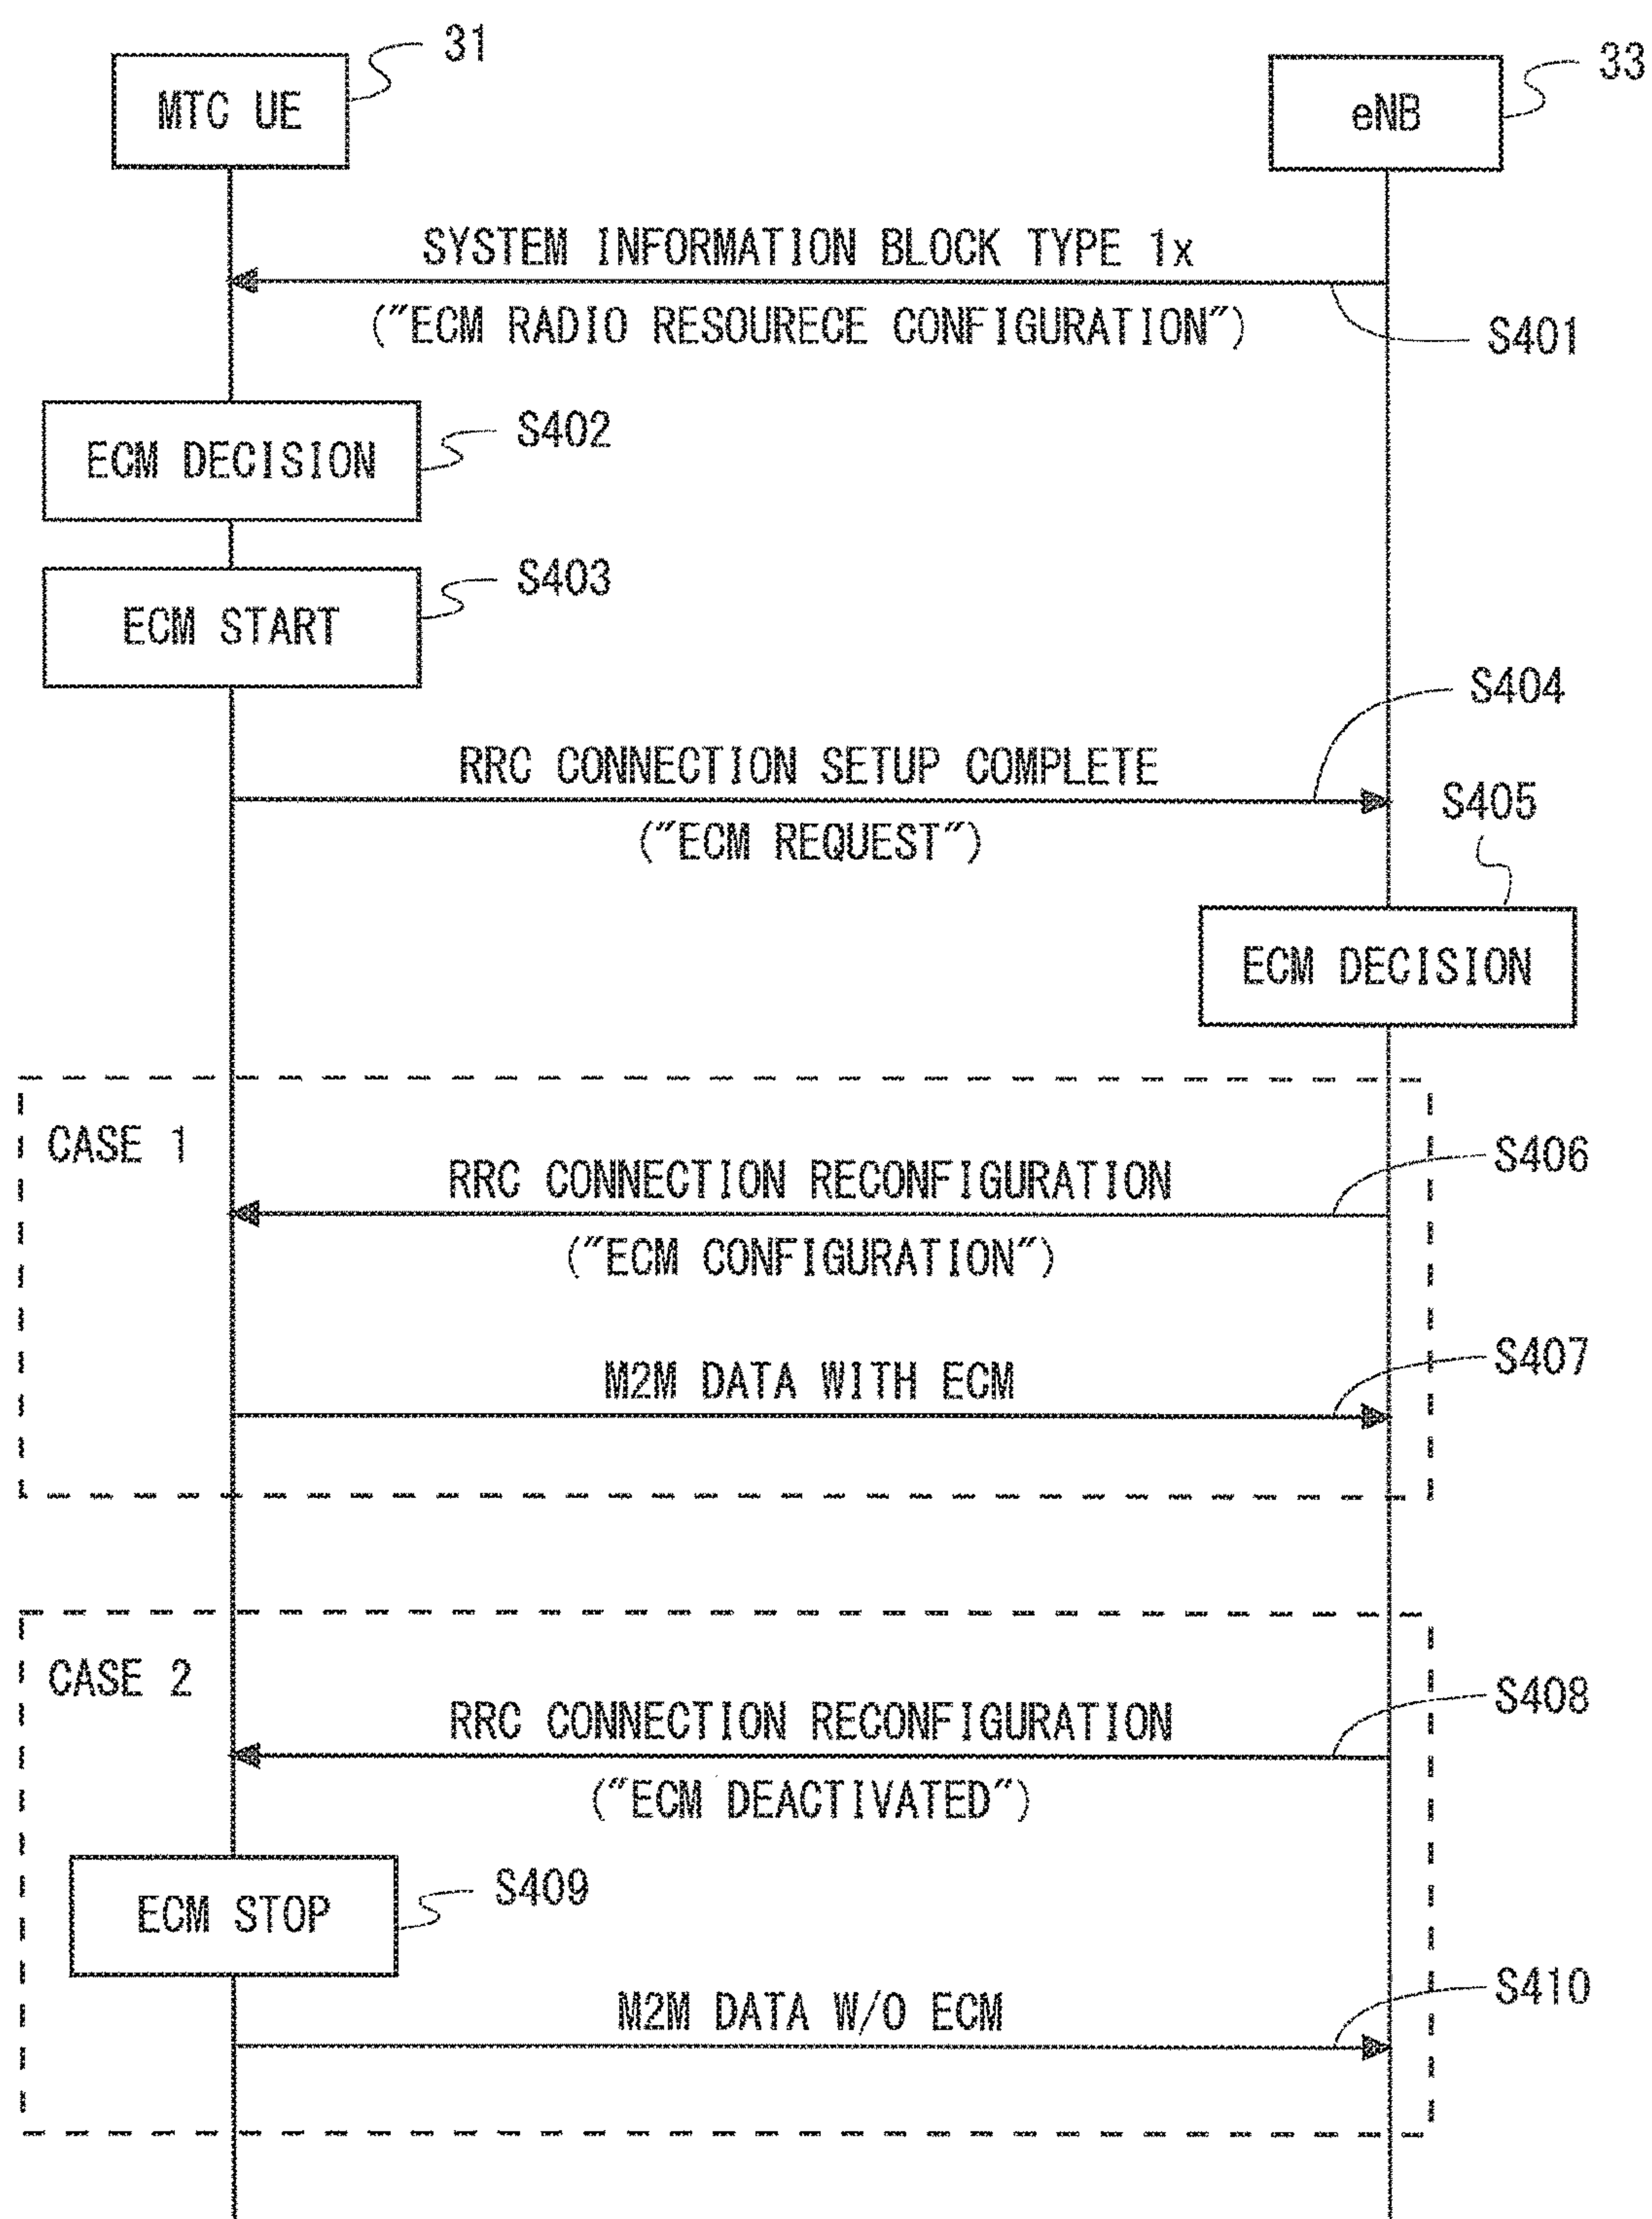 31
33
MTC UE
eNB
SYSTEM INFORMATION BLOCK TYPE 1x
("ECM RADIO RESOURECE CONFIGURATION")
S401
ECM DECISION
S402
ECM START
S403
S404
RRC CONNECTION SETUP COMPLETE
("ECM REQUEST")
S405
ECM DECISION
CASE 1
S406
RRC CONNECTION RECONFIGURATION
("ECM CONFIGURATION")
S407
M2M DATA WITH ECM
CASE 2
S408
RRC CONNECTION RECONFIGURATION
("ECM DEACTIVATED")
ECM STOP
S409
M2M DATA W/O ECM
S410